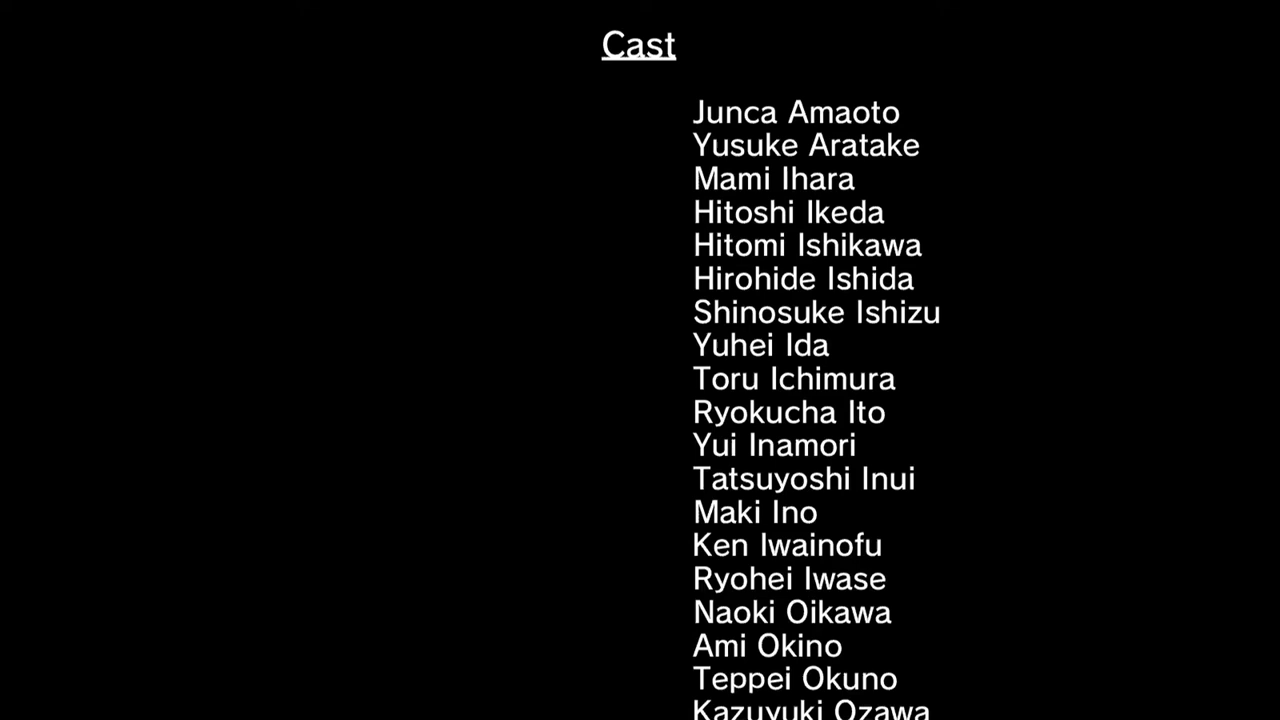 Cast
Junca Amaoto
Yusuke Aratake
Mami Ihara
Hitoshi Ikeda
Hitomi Ishikawa
Hirohide Ishida
Shinosuke Ishizu
Yuhei Ida
Toru Ichimura
Ryokucha Ito
Yui Inamori
Tatsuyoshi Inui
Maki Ino
Ken Iwainofu
Ryohei Iwase
Naoki Oikawa
Ami Okino
Teppei Okuno
Kazuyuki Ozawa